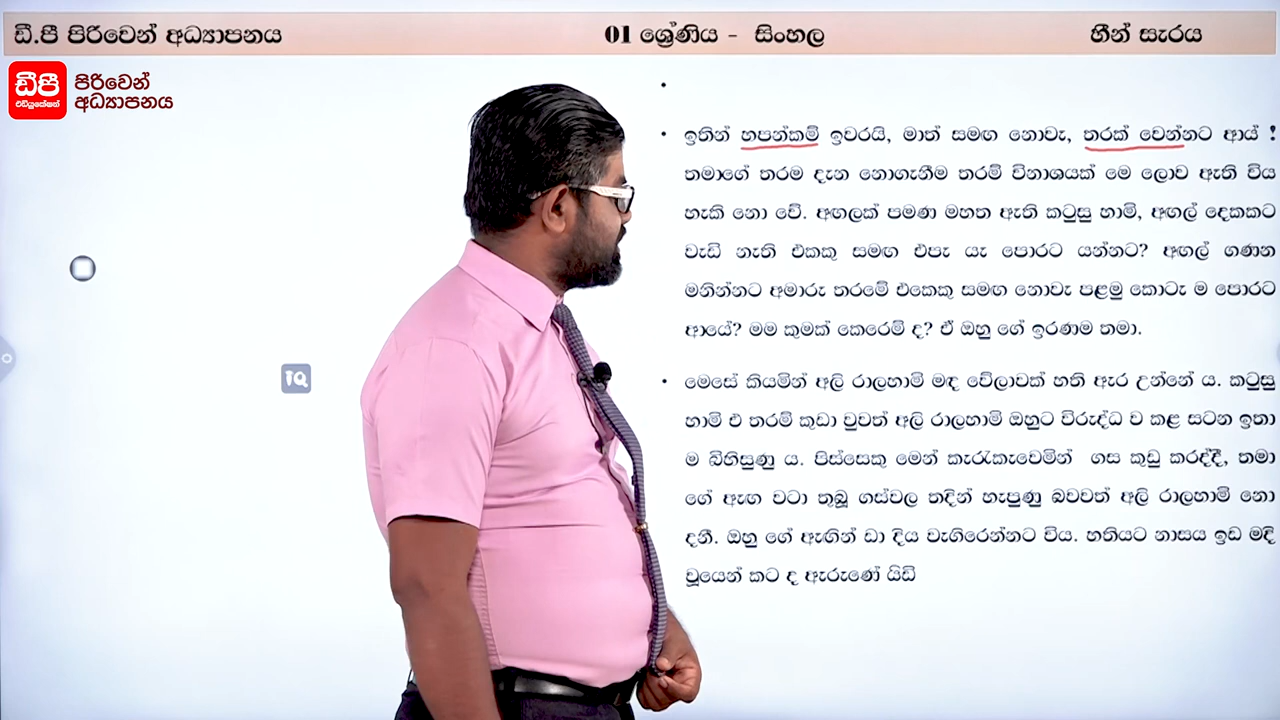 ඩී.පී පිරිවෙන් අධ්‍යාපනය
01 ශ්‍රේණිය - සිංහල
හීන් සැරය
ඩීපී
එඩියුකේෂන්
පිරිවෙන්
අධ්‍යාපනය
IQ
• ඉතින් හපන්කම් ඉවරයි, මාත් සමඟ නොවැ, තරක් වෙන්නට ආය් !
තමාගේ තරම දැන නොගැනීම තරම් විනාශයක් මෙ ලොව ඇති විය
හැකි නො වේ. අඟලක් පමණ මහත ඇති කටුසු හාමි, අඟල් දෙකකට
වැඩි නැති එකකු සමඟ එපැ යැ පොරට යන්නට? අඟල් ගණන
මනින්නට අමාරු තරමේ එකෙකු සමඟ නොවැ පළමු කොටැ ම පොරට
ආයේ? මම කුමක් කෙරෙම් ද? ඒ ඔහු ගේ ඉරණම තමා.
• මෙසේ කියමින් අලි රාලහාමි මඳ වේලාවක් හති ඇර උන්නේ ය. කටුසු
හාමි එ තරම් කුඩා වුවත් අලි රාලහාමි ඔහුට විරුද්ධ ව කළ සටන ඉතා
ම බිහිසුණු ය. පිස්සෙකු මෙන් කැරකැවෙමින් ගස කුඩු කරද්දී, තමා
ගේ ඇඟ වටා තුබූ ගස්වල තදින් හැපුණු බවවත් අලි රාලහාමි නො
දනී. ඔහු ගේ ඇඟින් ඩා දිය වෑගිරෙන්නට විය. හතියට නාසය ඉඩ මදි
වූයෙන් කට ද ඇරුණේ යිඩි